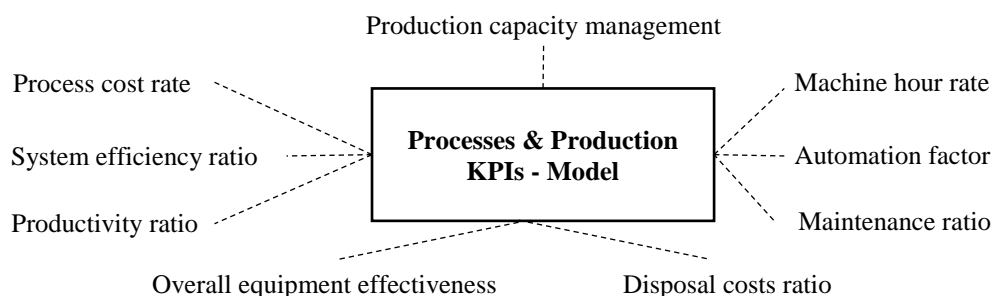 Production capacity management
Process cost rate
Machine hour rate
Processes & Production
KPIs - Model
System efficiency ratio
Automation factor
Productivity ratio
Maintenance ratio
Overall equipment effectiveness
Disposal costs ratio